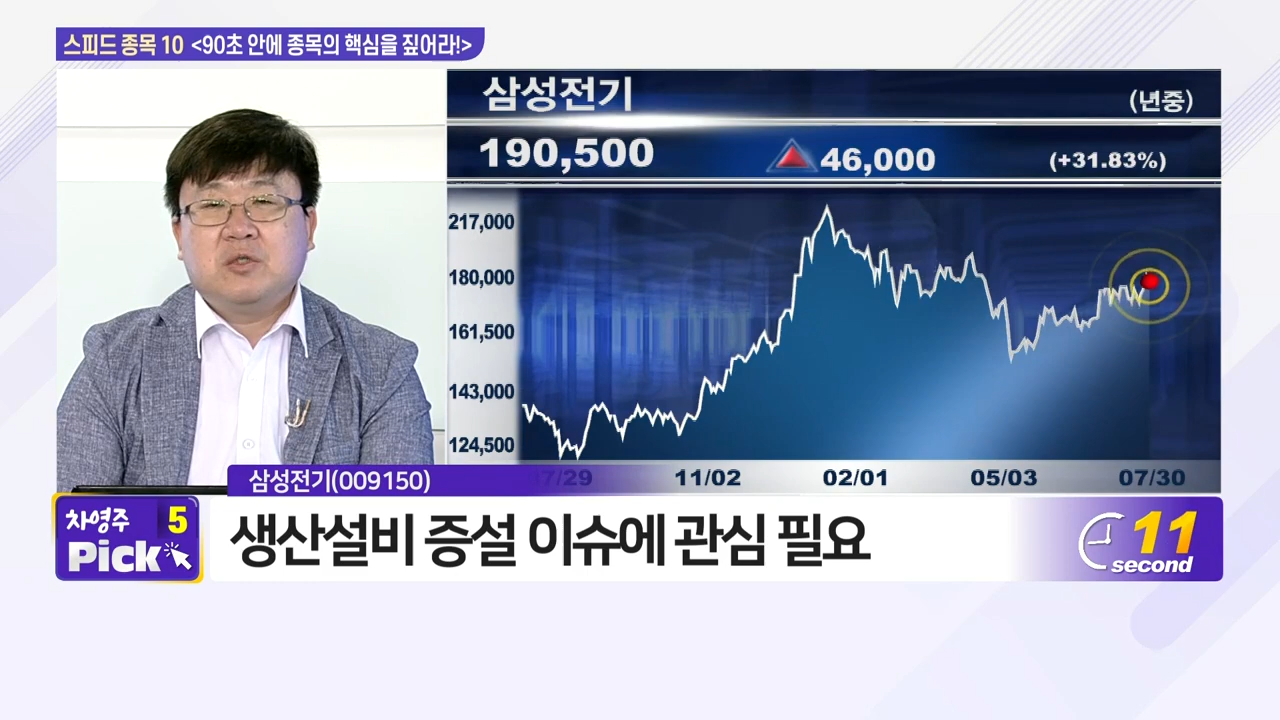 스피드 종목 10 <90초 안에 종목의 핵심을 짚어라!>
삼성전기
(년중)
190,500
46,000
(+31.83%)
217,000
180,000
161,500
143,000
124,500
7/29
11/02
02/01
05/03
07/30
삼성전기(009150)
차영주 5
Pick
생산설비 증설 이슈에 관심 필요
11
second